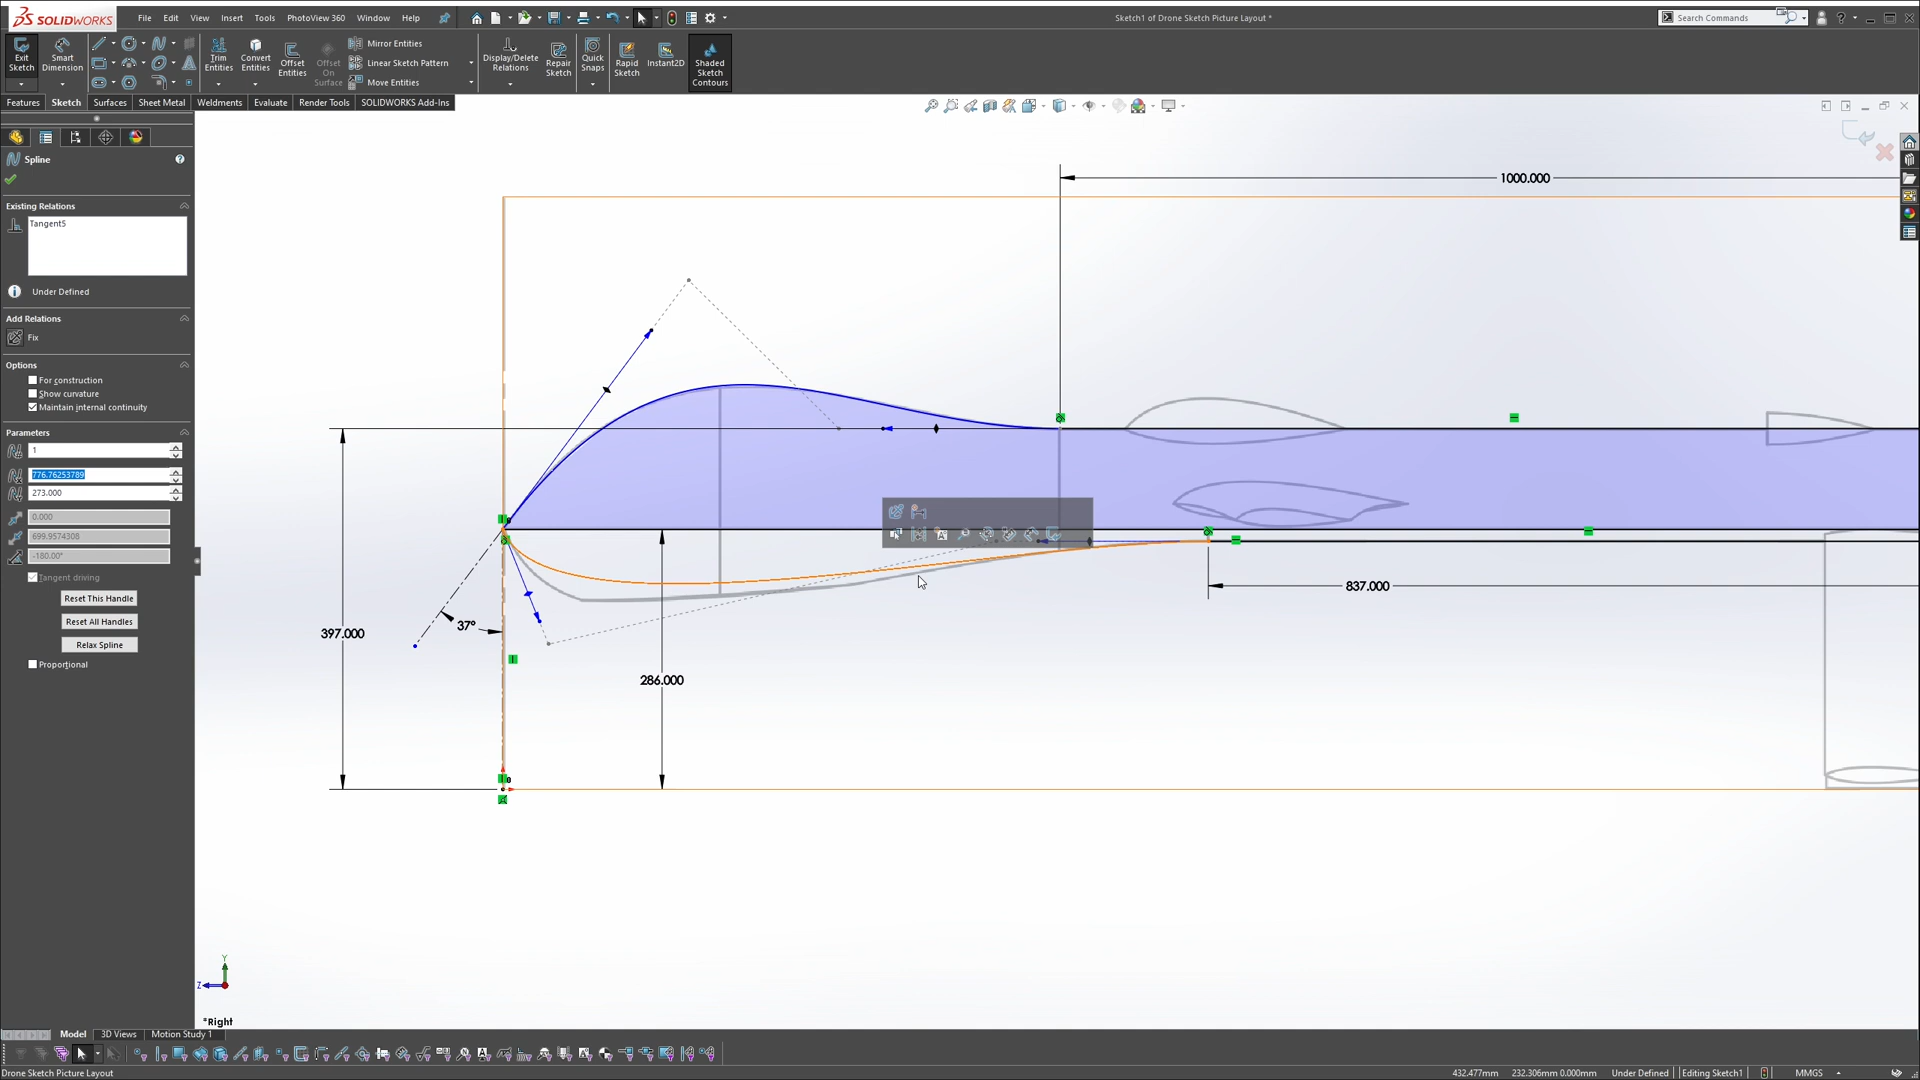 SOLIDWORKS
File Edit View Insert Tools PhotoView 360 Window Help
Sketch1 of Drone Sketch Picture Layout *
Search Commands
Exit Sketch
Smart Dimension
Trim Entities
Convert Entities
Offset Entities
Offset On Surface
Mirror Entities
Linear Sketch Pattern
Move Entities
Display/Delete Relations
Repair Sketch
Quick Snaps
Rapid Sketch
Instant2D
Shaded Sketch Contours
Features Sketch Surfaces Sheet Metal Weldments Evaluate Render Tools SOLIDWORKS Add-Ins
Spline
Existing Relations
Tangent5
Under Defined
Add Relations
Fix
Options
For construction
Show curvature
Maintain internal continuity
Parameters
1
776.76253789
273.000
0.000
699.9574308
-180.00°
Tangent driving
Reset This Handle
Reset All Handles
Relax Spline
Proportional
1000.000
837.000
397.000
37°
286.000
Y
Z
*Right
Model 3D Views Motion Study 1
Drone Sketch Picture Layout
432.477mm 232.306mm 0.000mm Under Defined Editing Sketch1 MMGS